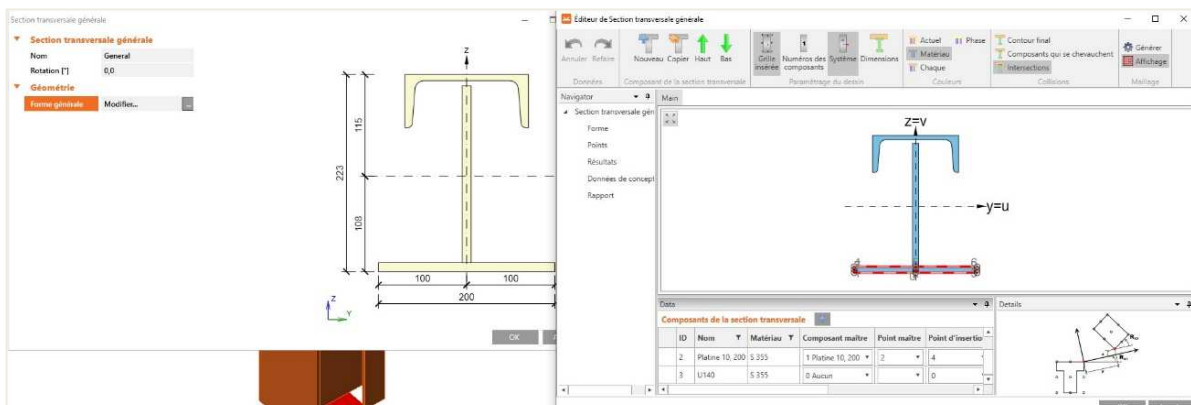 Section transversale générale
Section transversale générale
Nom General
Rotation [°] 0,0
Géométrie
Forme générale Modifier... ...
z
115
223
108
100 100
200
Z
Y
OK
Éditeur de Section transversale générale
Annuler Refaire
Données
Nouveau Copier Haut Bas
Composant de la section transversale
Grille insérée
Numéros des composants
Système
Dimensions
Paramétrage du dessin
Actuel Phase
Matériau
Chaque
Couleurs
Contour final
Composants qui se chevauchent
Intersections
Collisions
Générer
Affichage
Maillage
Navigator
Section transversale gén
Forme
Points
Résultats
Données de concept
Rapport
Main
z=v
y=u
Data
Composants de la section transversale
ID Nom Matériau Composant maître Point maître Point d'insertio
2 Platine 10, 200 S 355 1 Platine 10, 200 2 4
3 U140 S 355 0 Aucun 0
Details